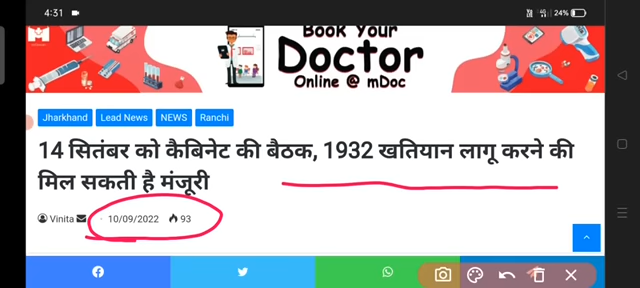 4:31
24%
BOOK Your
Doctor
Online @ mDoc
Jharkhand Lead News NEWS Ranchi
14 सितंबर को कैबिनेट की बैठक, 1932 खतियान लागू करने की
मिल सकती है मंजूरी
Vinita 10/09/2022 93